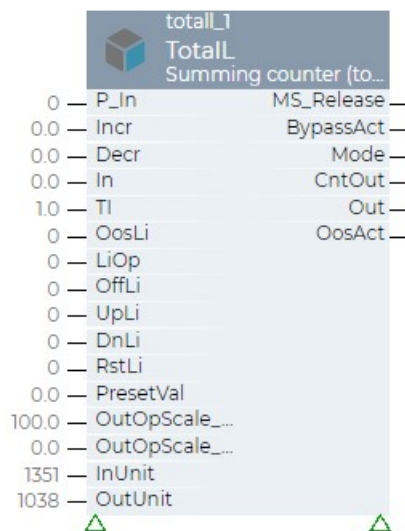 totalL_1
TotalL
Summing counter (to...
0 P_In MS_Release
0.0 Incr BypassAct
0.0 Decr Mode
0.0 In CntOut
1.0 TI Out
0 OosLi OosAct
0 LiOp
0 OffLi
0 UpLi
0 DnLi
0 RstLi
0.0 PresetVal
100.0 OutOpScale_...
0.0 OutOpScale_...
1351 InUnit
1038 OutUnit